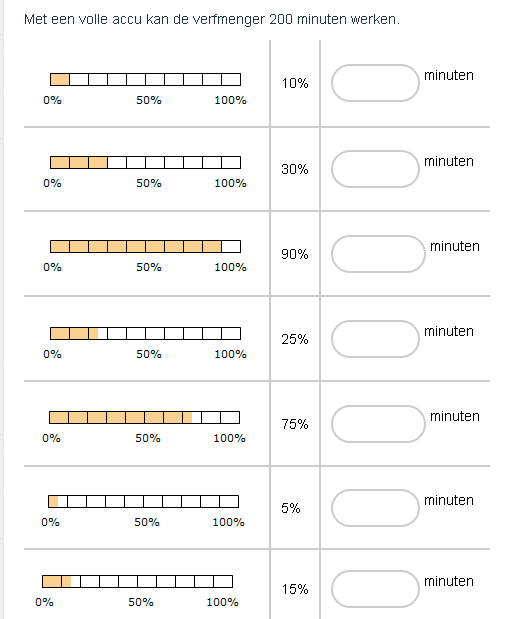 Met een volle accu kan de verfmenger 200 minuten werken.
10% minuten
0% 50% 100%
30% minuten
0% 50% 100%
90% minuten
0% 50% 100%
25% minuten
0% 50% 100%
75% minuten
0% 50% 100%
5% minuten
0% 50% 100%
15% minuten
0% 50% 100%